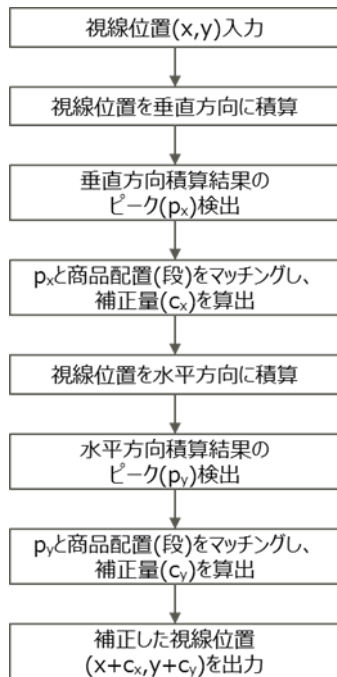 視線位置(x,y)入力
視線位置を垂直方向に積算
垂直方向積算結果の
ピーク(px)検出
pxと商品配置(段)をマッチングし、
補正量(cx)を算出
視線位置を水平方向に積算
水平方向積算結果の
ピーク(py)検出
pyと商品配置(段)をマッチングし、
補正量(cy)を算出
補正した視線位置
(x+cx,y+cy)を出力